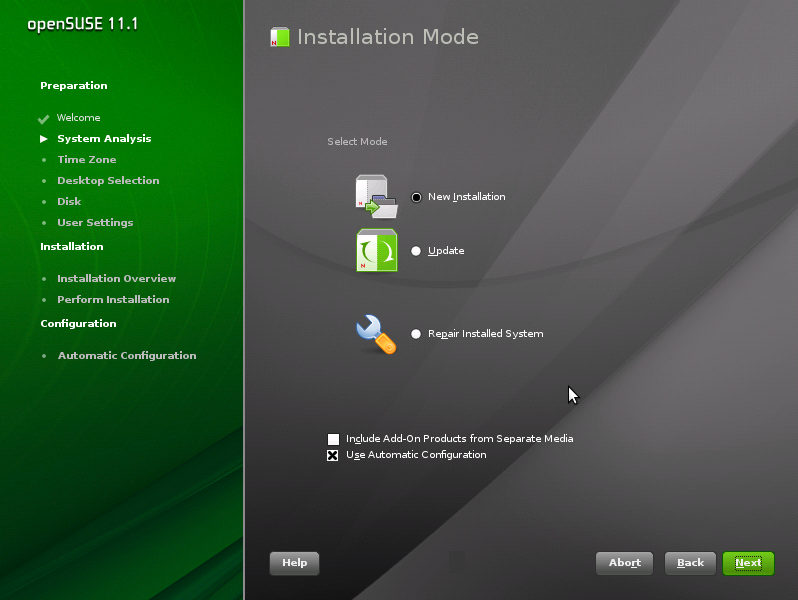 openSUSE 11.1
Installation Mode
Preparation
Welcome
System Analysis
Time Zone
Desktop Selection
Disk
User Settings
Installation
Installation Overview
Perform Installation
Configuration
Automatic Configuration
Select Mode
New Installation
Update
Repair Installed System
Include Add-On Products from Separate Media
Use Automatic Configuration
Help
Abort
Back
Next